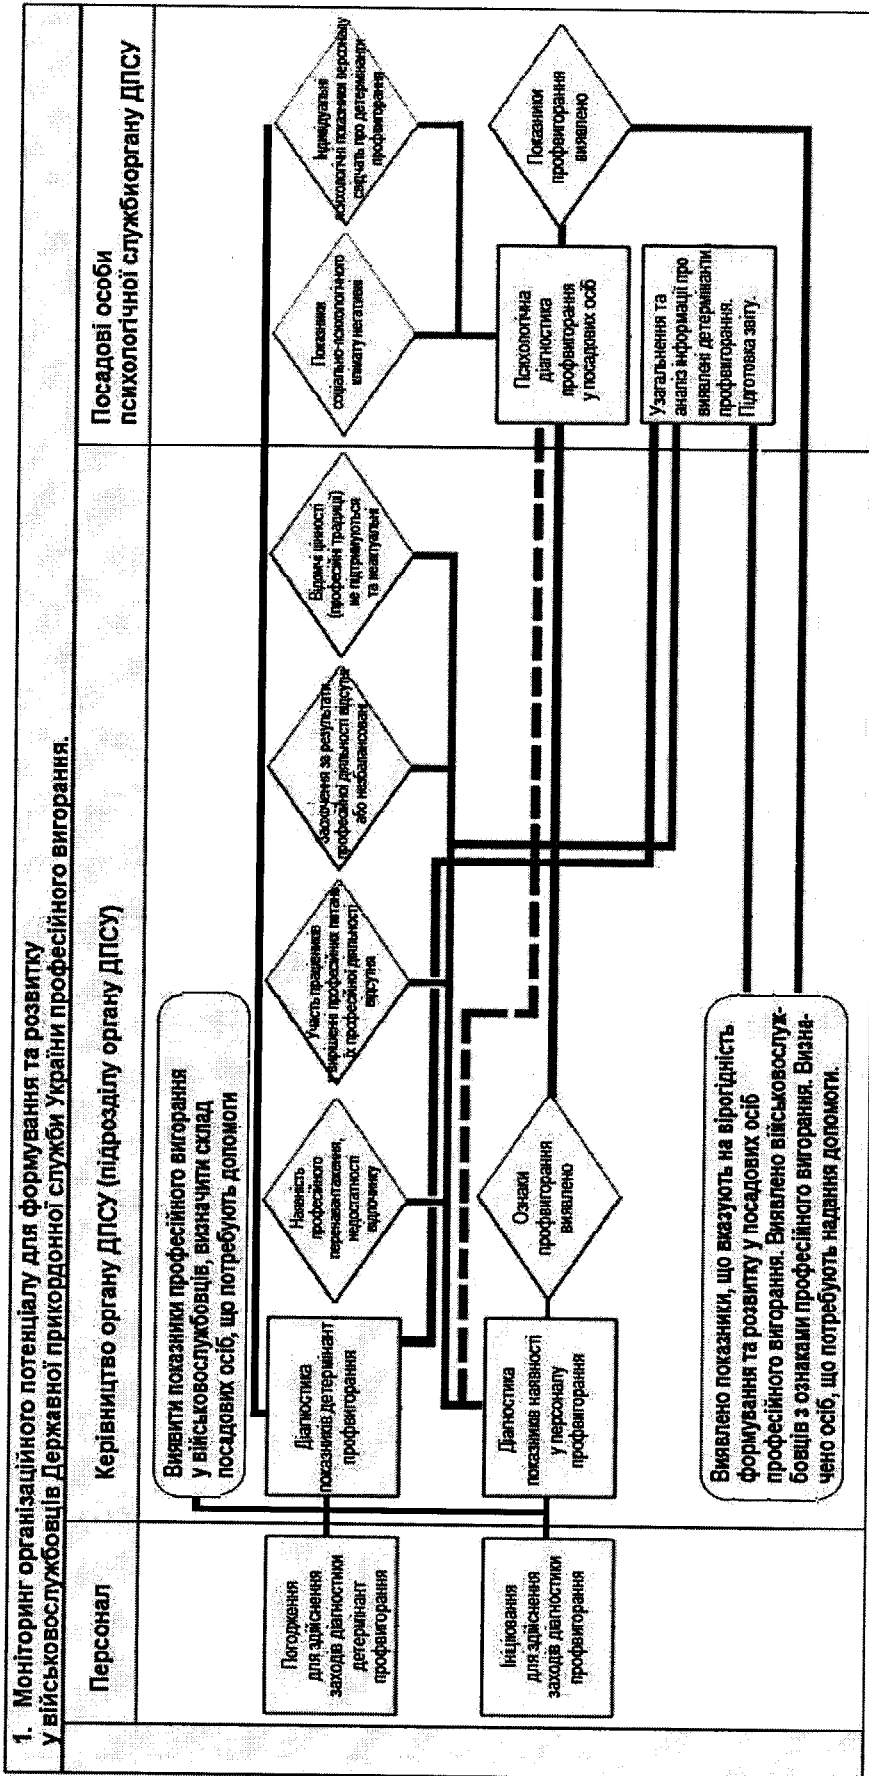 1. Моніторинг організаційного потенціалу для формування та розвитку
у військовослужбовців Державної прикордонної служби України професійного вигорання.
Персонал
Керівництво органу ДПСУ (підрозділу органу ДПСУ)
Посадові особи
психологічної службиоргану ДПСУ
Виявити показники професійного вигорання
у військовослужбовців, визначити склад
посадових осіб, що потребують допомоги
Погодження
для здійснення
заходів діагностики
детермінант
профвигорання
Діагностика
показників детермінант
профвигорання
Наявність
професійного
перенавантаження,
недостатності
відпочинку
Участь працівників
у вирішенні професійних питань
їх професійної діяльності
відсутня
Заохочення за результати
професійної діяльності відсутні
або незбалансовані
Відомчі цінності
(професійні традиції)
не підтримуються
та неактуальні
Показники
соціально-психологічного
клімату негативні
Індивідуальні
психологічні показники персоналу
свідчать про детермінанти
профвигорання
Ініціювання
для здійснення
заходів діагностики
профвигорання
Діагностика
показників наявності
у персоналу
профвигорання
Ознаки
профвигорання
виявлено
Психологічна
діагностика
профвигорання
у посадових осіб
Показники
профвигорання
виявлено
Узагальнення та
аналіз інформації про
виявлені детермінанти
профвигорання.
Підготовка звіту.
Виявлено показники, що вказують на вірогідність
формування та розвитку у посадових осіб
професійного вигорання. Виявлено військовослуж-
бовців з ознаками професійного вигорання. Визна-
чено осіб, що потребують надання допомоги.